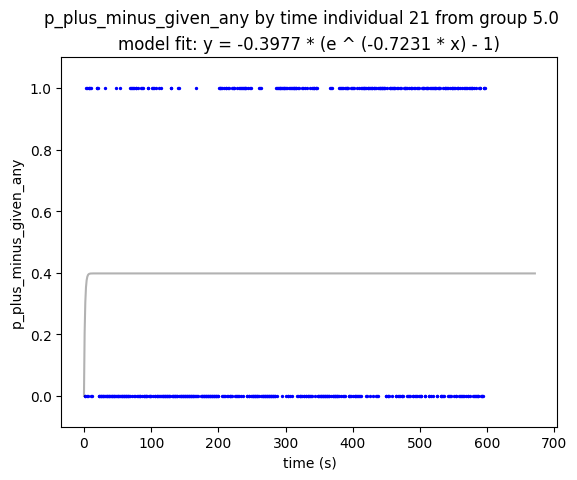 p_plus_minus_given_any by time individual 21 from group 5.0
model fit: y = -0.3977 * (e ^ (-0.7231 * x) - 1)
1.0
0.8
0.6
0.4
0.2
0.0
p_plus_minus_given_any
0 100 200 300 400 500 600 700
time (s)